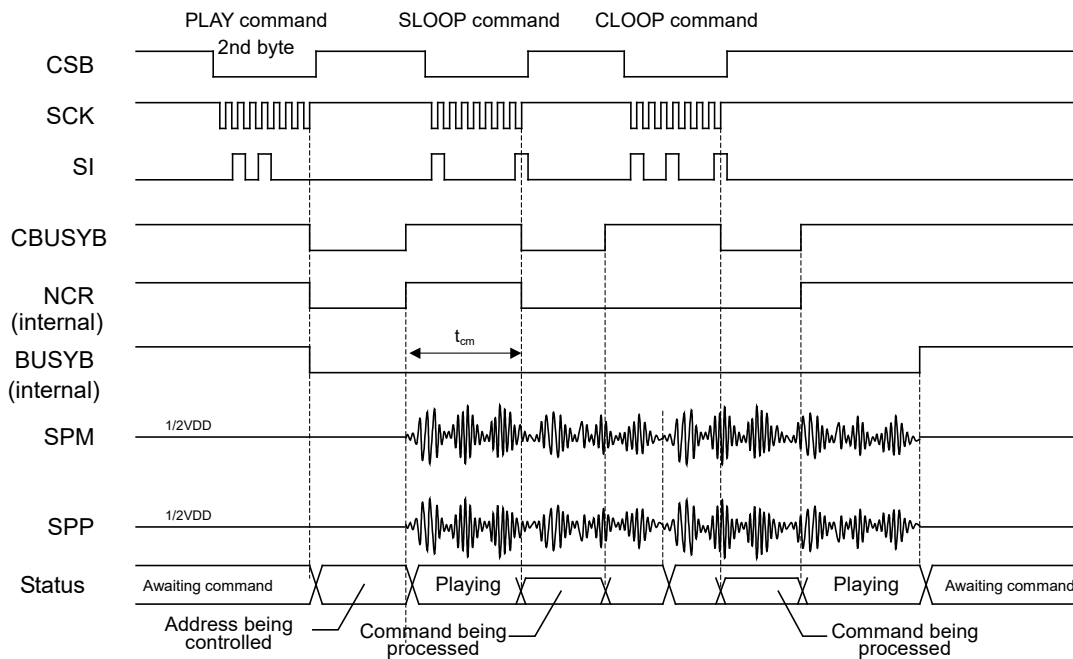 PLAY command
2nd byte
SLOOP command
CLOOP command
CSB
SCK
SI
CBUSYB
NCR
(internal)
tcm
BUSYB
(internal)
SPM
1/2VDD
SPP
1/2VDD
Status
Awaiting command
Playing
Playing
Awaiting command
Address being
controlled
Command being
processed
Command being
processed